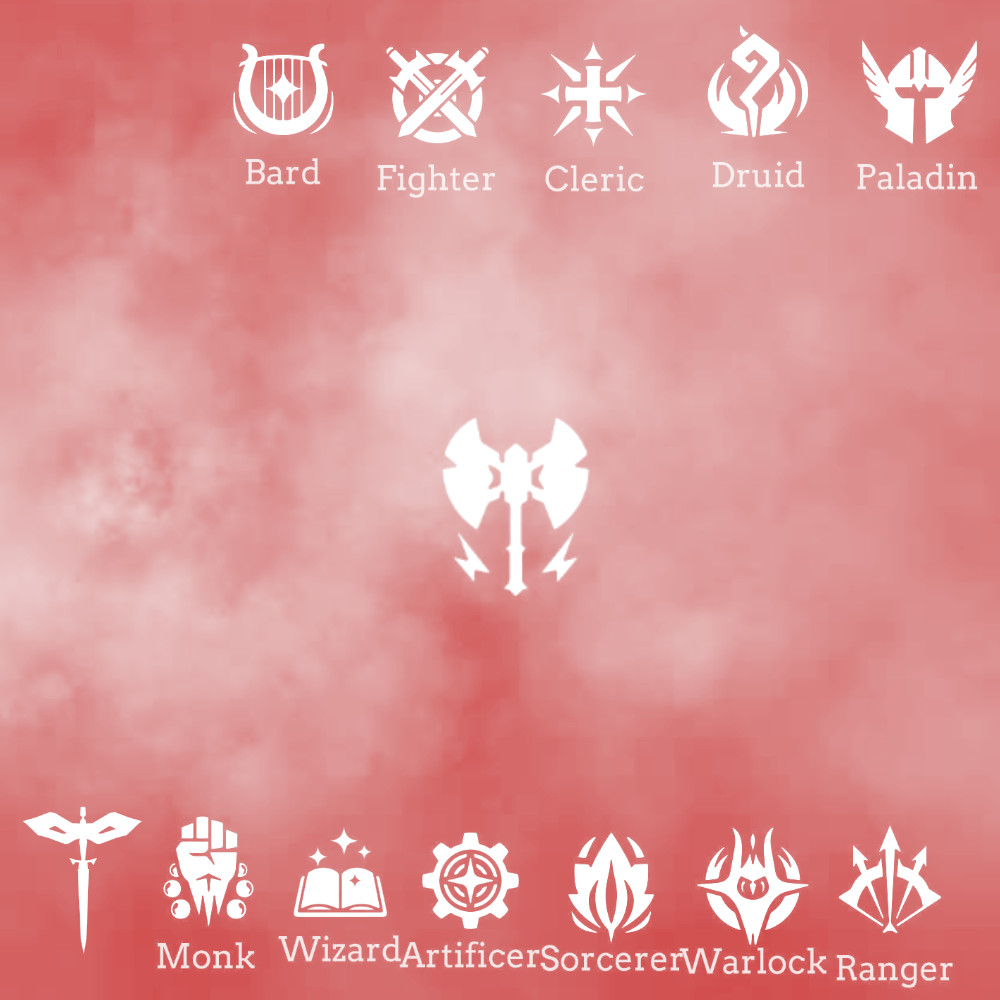 Bard
Fighter
Cleric
Druid
Paladin
Monk
Wizard
Artificer
Sorcerer
Warlock
Ranger